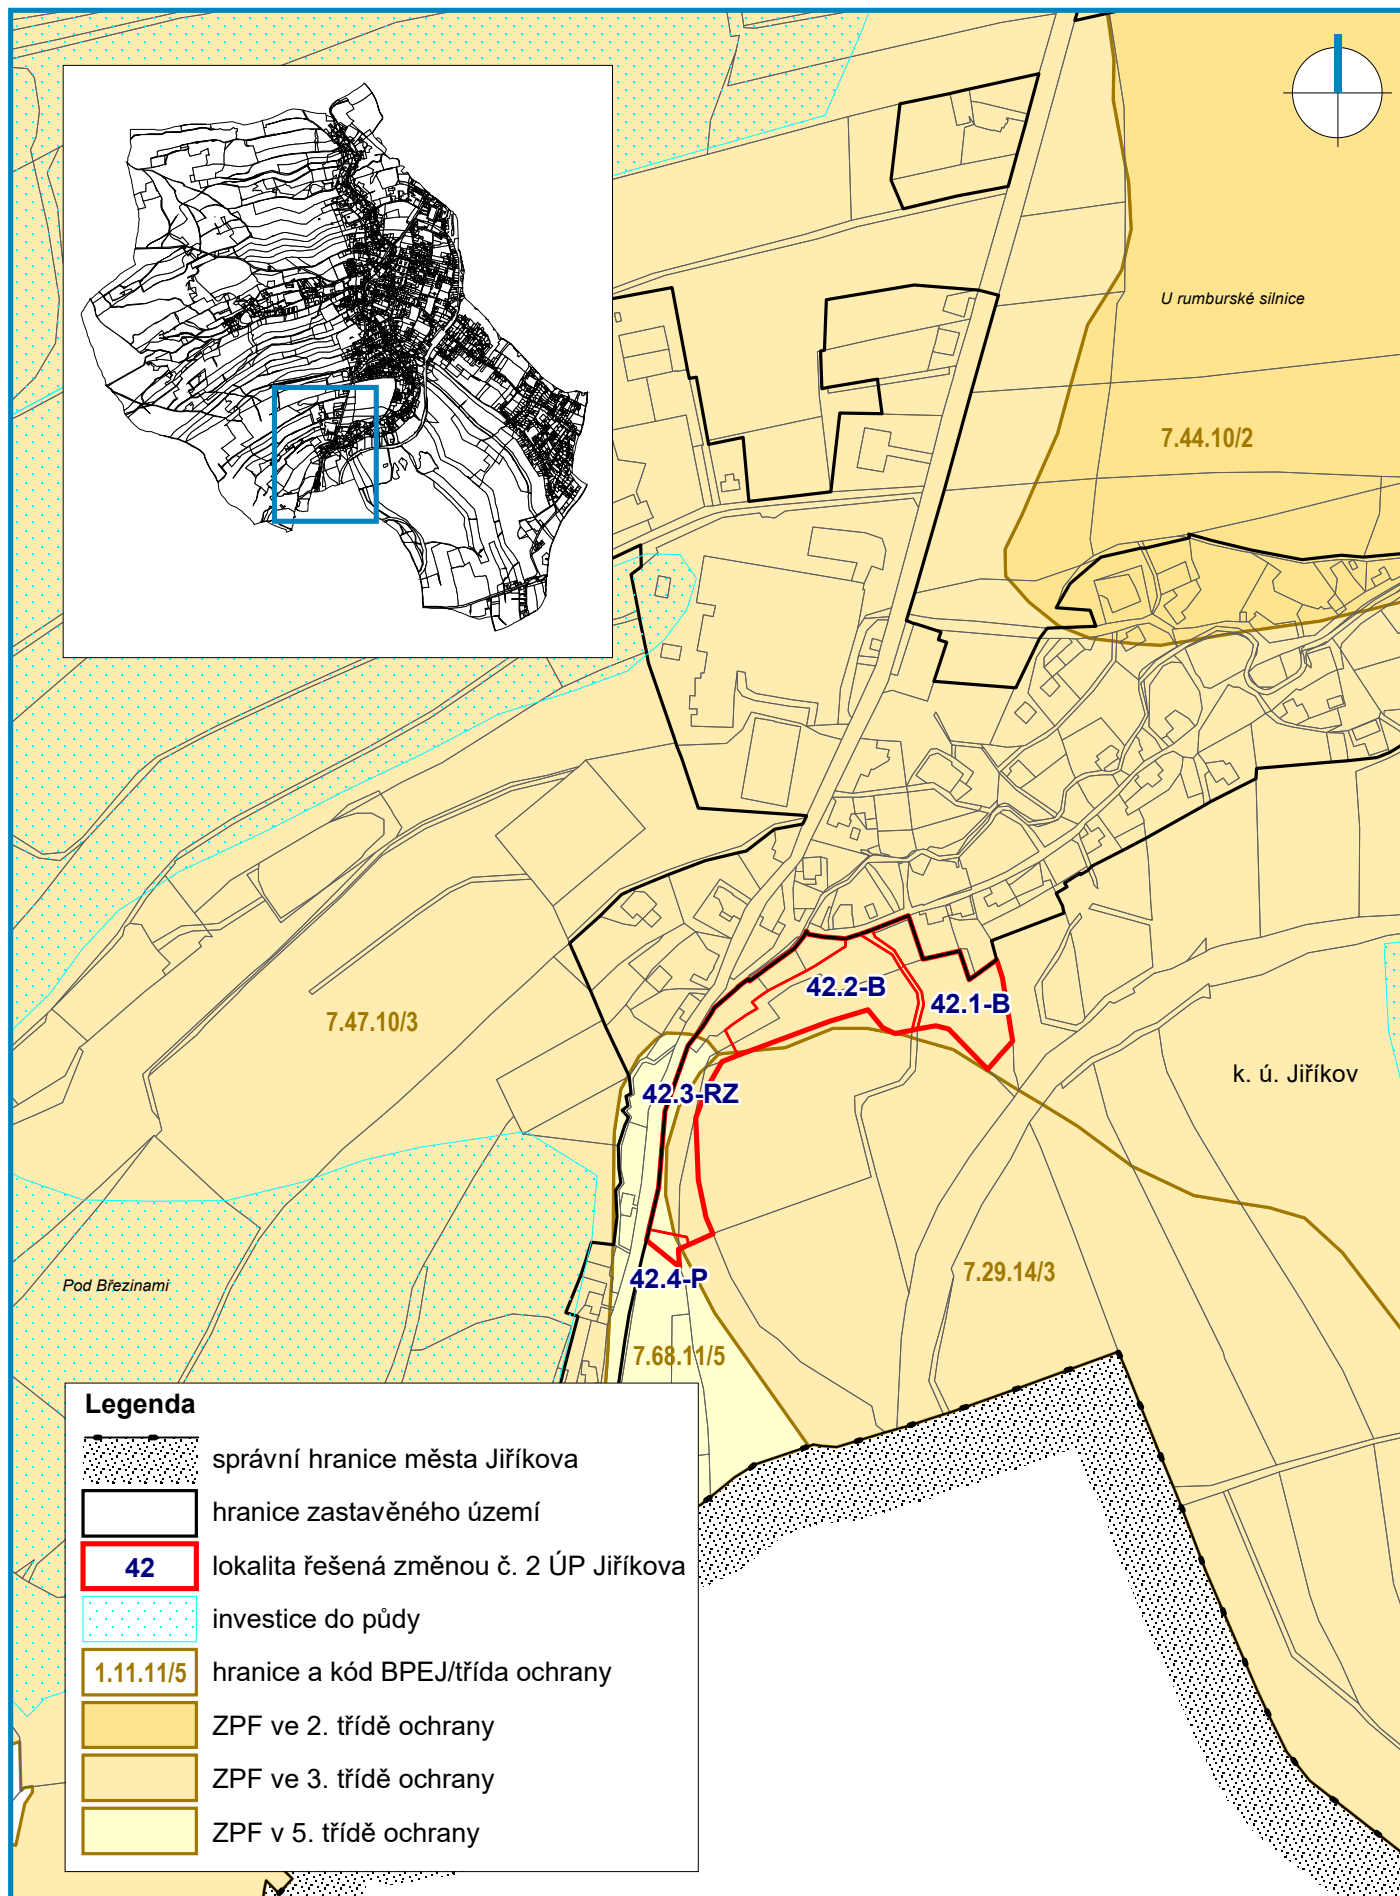 U rumburské silnice
7.44.10/2
42.2-B
42.1-B
7.47.10/3
k. ú. Jiříkov
42.3-RZ
7.29.14/3
42.4-P
Pod Březinami
7.68.11/5
Legenda
správní hranice města Jiříkova
hranice zastavěného území
42 lokalita řešená změnou č. 2 ÚP Jiříkova
investice do půdy
1.11.11/5 hranice a kód BPEJ/třída ochrany
ZPF ve 2. třídě ochrany
ZPF ve 3. třídě ochrany
ZPF v 5. třídě ochrany